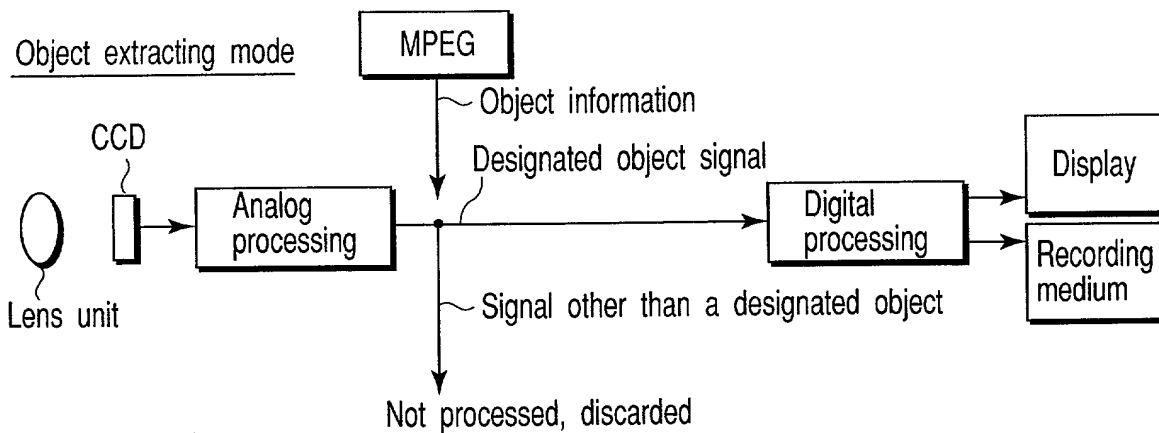 Object extracting mode
MPEG
Object information
CCD
Designated object signal
Display
Analog
processing
Digital
processing
Recording
medium
Lens unit
Signal other than a designated object
Not processed, discarded